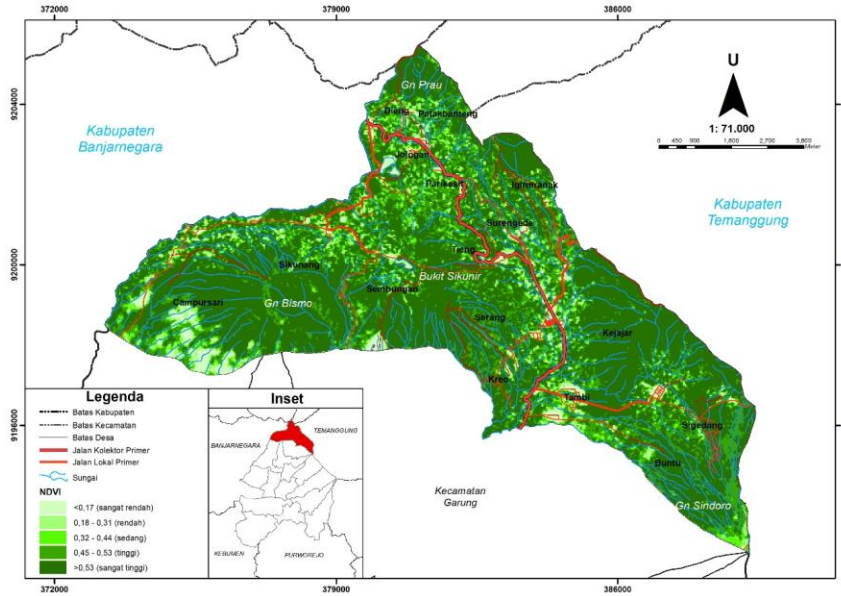 372000
379000
386000
9204000
9200000
9196000
Gn Prau
Dieng
Patakbanteng
Jojogan
Parikesit
Igirmranak
Surengede
Tieng
Sikunang
Sembungan
Bukit Sikunir
Campursari
Gn Bismo
Serang
Kejajar
Kreo
Tambi
Sigedang
Buntu
Gn Sindoro
Kabupaten
Banjarnegara
Kabupaten
Temanggung
Kecamatan
Garung
U
1: 71.000
0 450 900 1,800 2,700 3,600
Meter
Legenda
Batas Kabupaten
Batas Kecamatan
Batas Desa
Jalan Kolektor Primer
Jalan Lokal Primer
Sungai
NDVI
<0,17 (sangat rendah)
0,18 - 0,31 (rendah)
0,32 - 0,44 (sedang)
0,45 - 0,53 (tinggi)
>0,53 (sangat tinggi)
Inset
BANJARNEGARA
TEMANGGUNG
KEBUMEN
PURWOREJO
372000
379000
386000